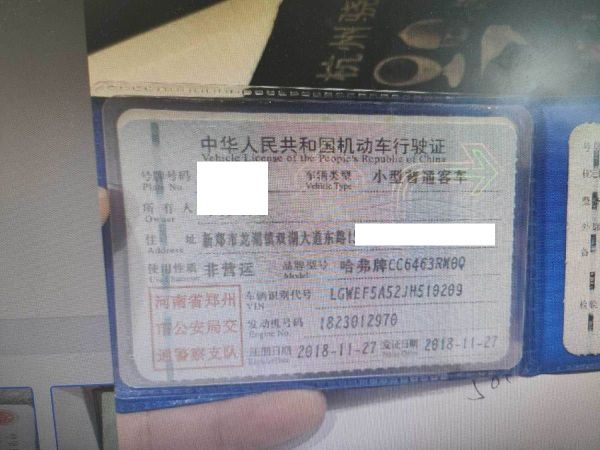 杭州
中华人民共和国机动车行驶证
Vehicle License of the People's Republic of China
号牌号码 车辆类型 小型普通客车
Plate No. Vehicle Type
所有人
Owner
住 址 新郑市龙湖镇双湖大道东路1
Address
使用性质 非营运 品牌型号 哈弗牌CC6463RM0Q
Model
河南省郑州 车辆识别代号 LGWEF5A52JH510209
VIN
市公安局交 发动机号码 1823012970
Engine No.
通警察支队 注册日期 2018-11-27 发证日期 2018-11-27